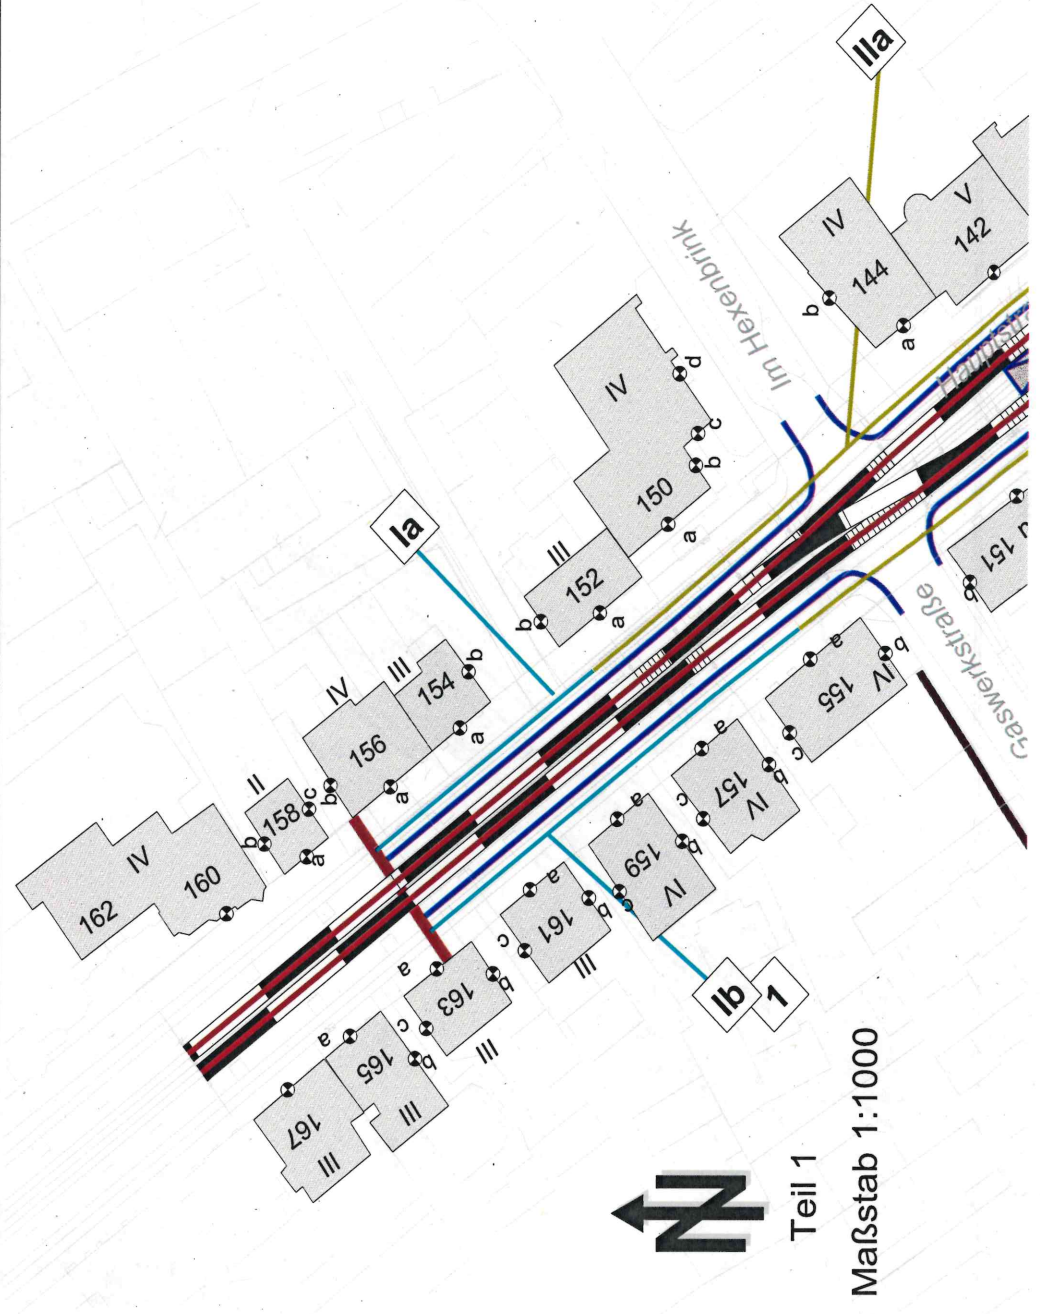 IIa
IV
144
b
a
V
142
Im Hexenbrink
Hauptstr
IV
150
a
b
c
d
III
152
b
a
Ia
III
154
a
b
IV
156
b
a
II
158
b
c
a
IV
160
162
Gaswerkstraße
151
b
155
IV
a
b
c
157
IV
a
b
c
159
IV
a
b
c
161
III
a
b
c
163
III
a
b
c
165
III
a
b
167
III
Ib
1
N
Teil 1
Maßstab 1:1000